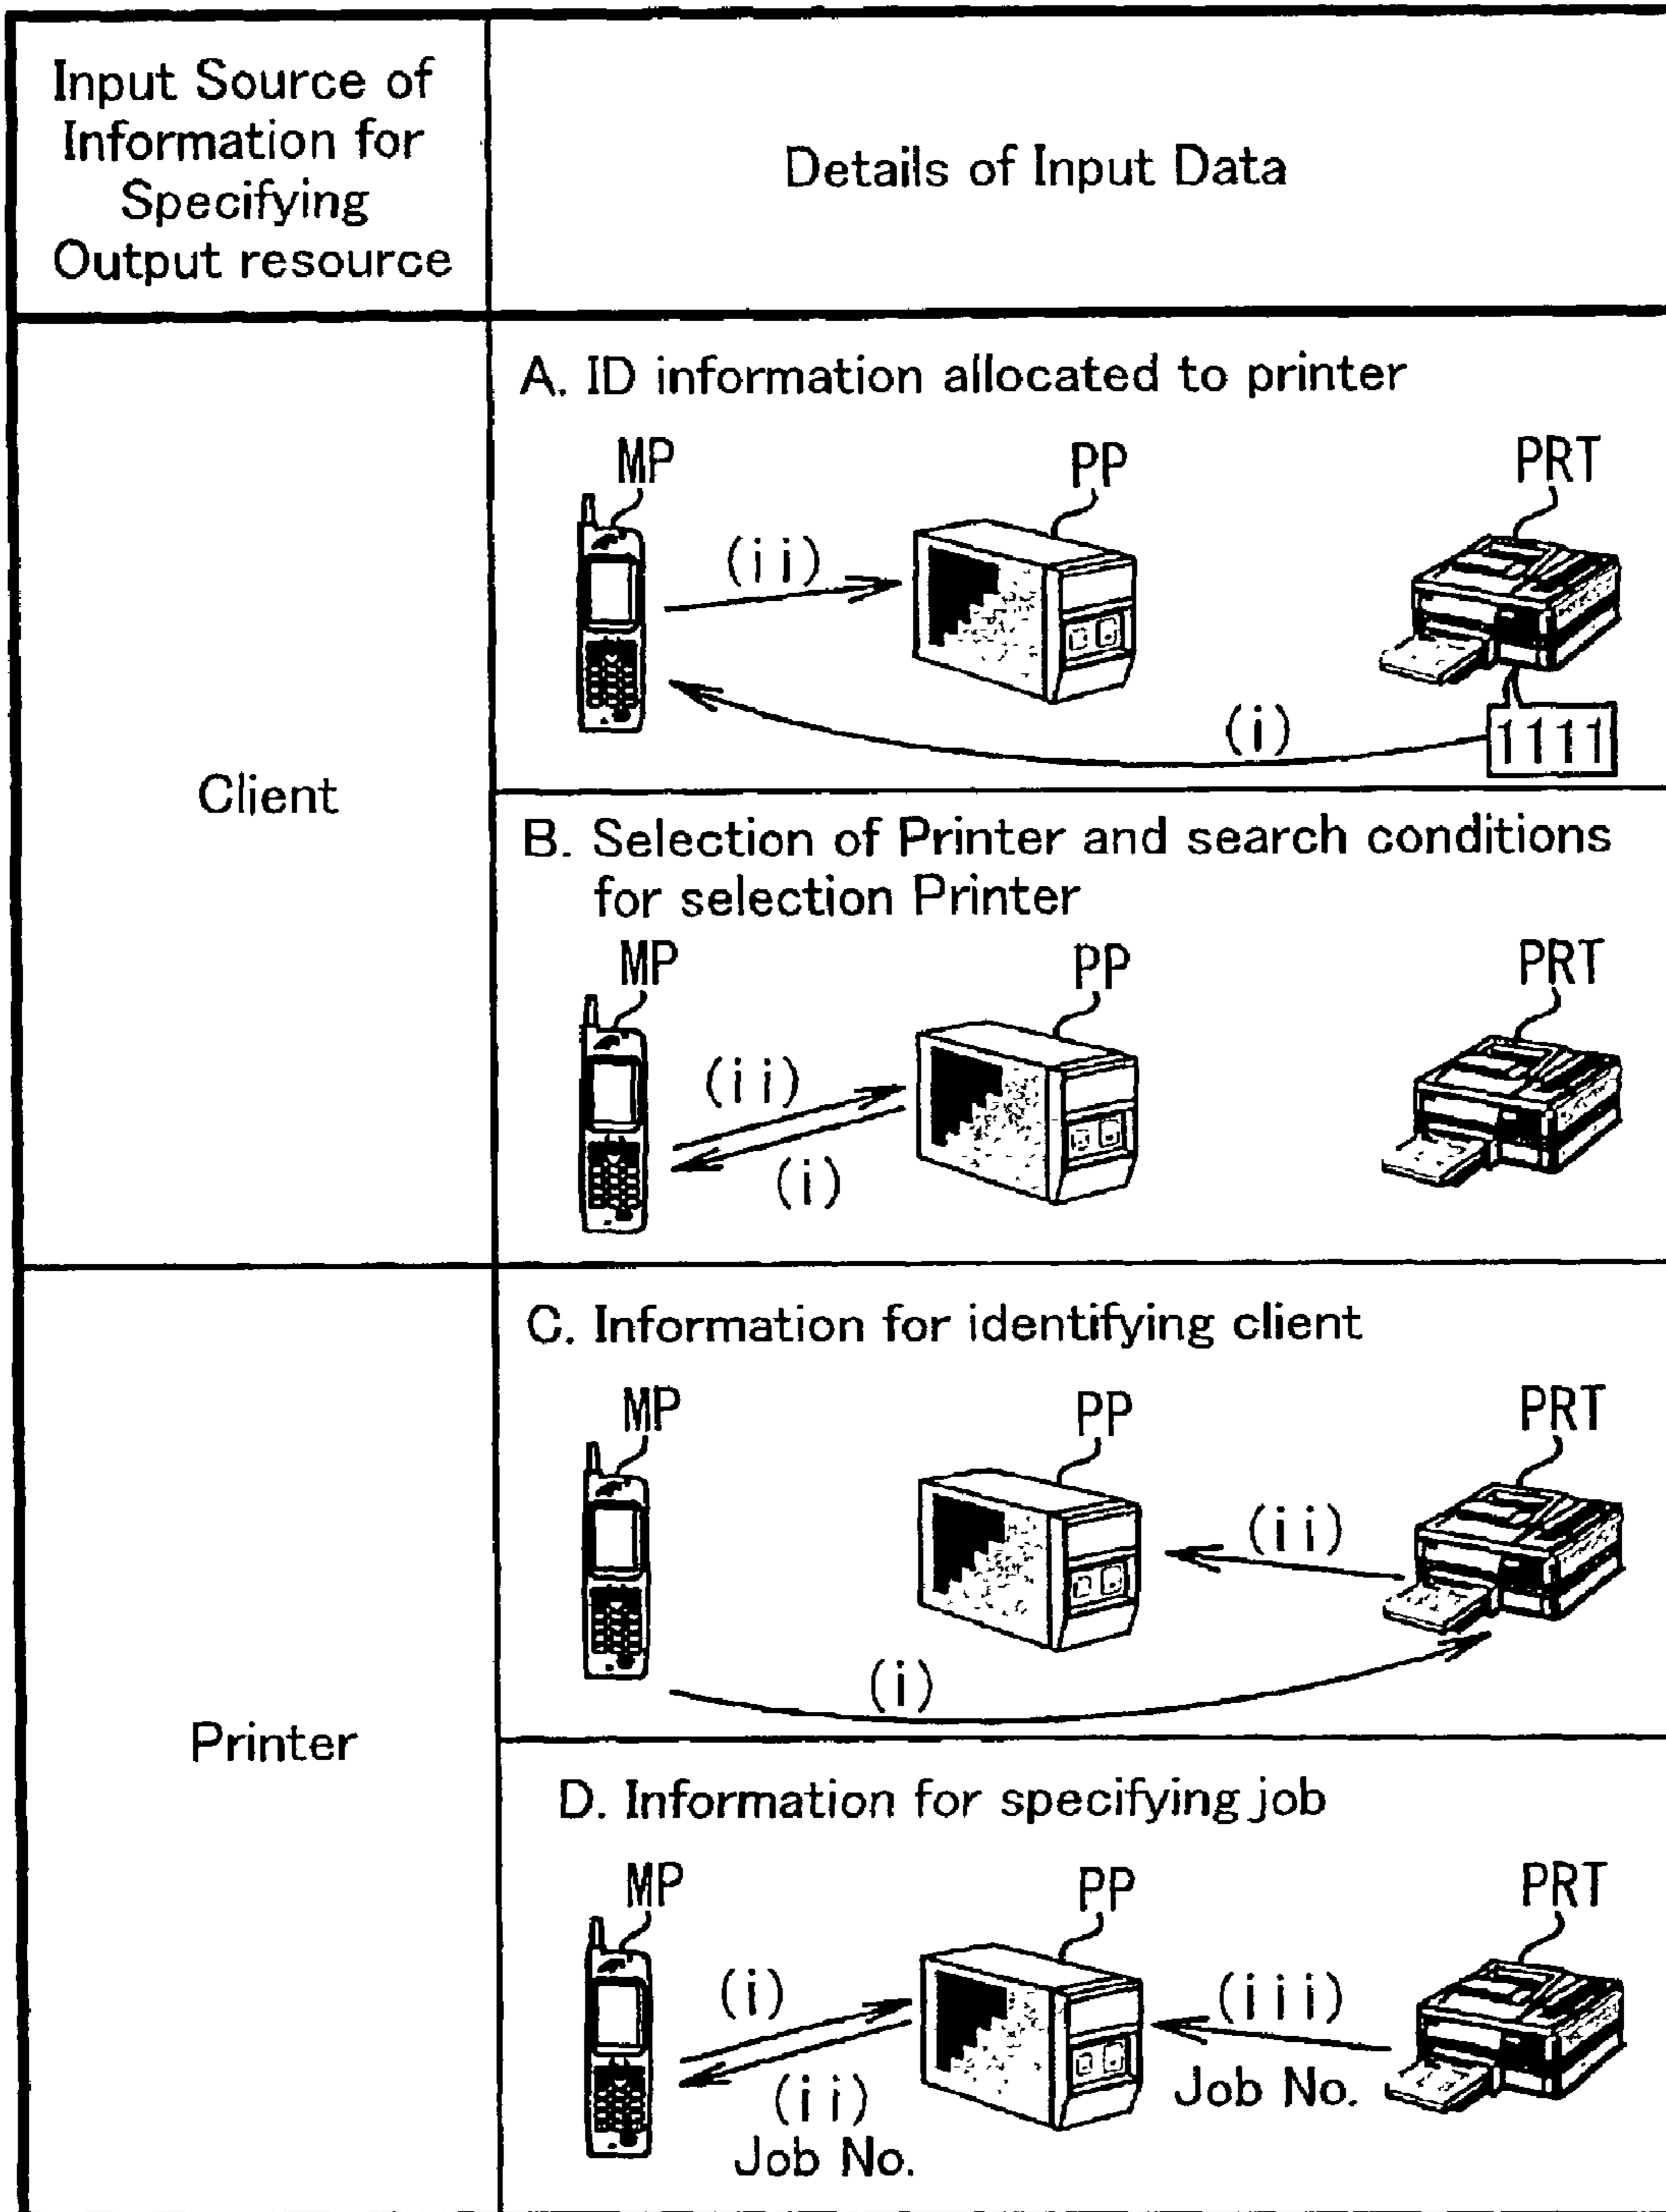 Input Source of
Information for
Specifying
Output resource
Details of Input Data
Client
A. ID information allocated to printer
MP
PP
PRT
(ii)
(i)
1111
B. Selection of Printer and search conditions
for selection Printer
MP
PP
PRT
(ii)
(i)
Printer
C. Information for identifying client
MP
PP
PRT
(ii)
(i)
D. Information for specifying job
MP
PP
PRT
(i)
(iii)
(ii)
Job No.
Job No.